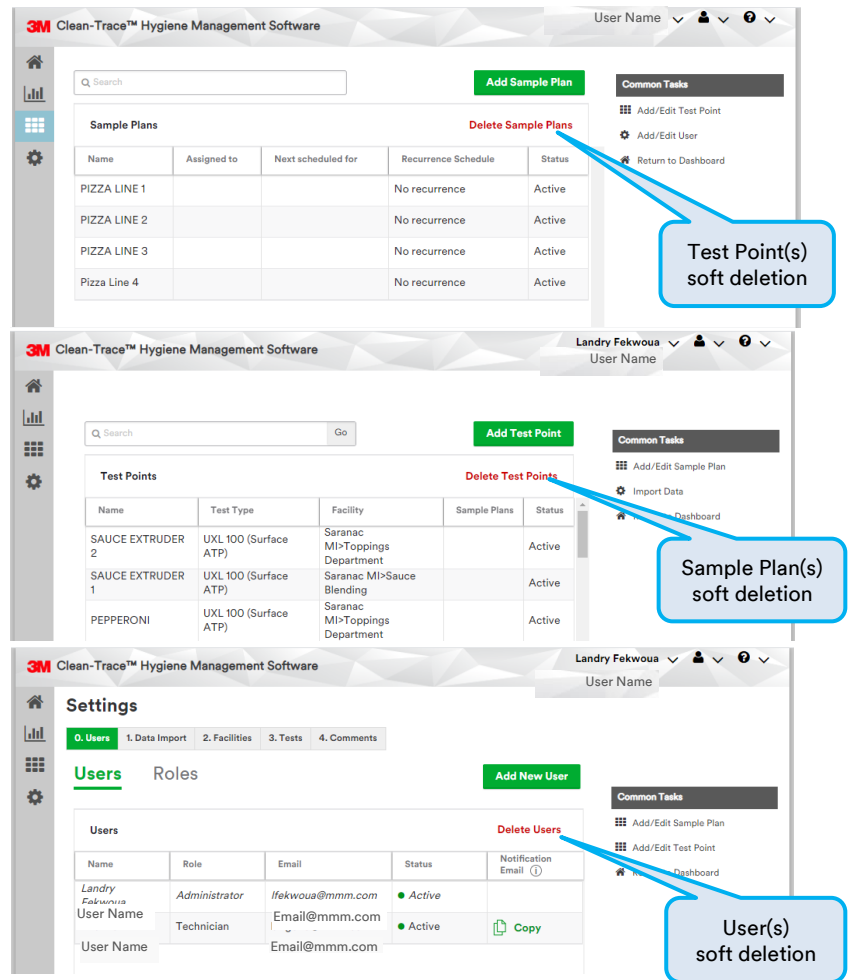 3M Clean-Trace™ Hygiene Management Software
User Name
Search
Add Sample Plan
Common Tasks
Add/Edit Test Point
Add/Edit User
Return to Dashboard
Sample Plans
Delete Sample Plans
Name Assigned to Next scheduled for Recurrence Schedule Status
PIZZA LINE 1 No recurrence Active
PIZZA LINE 2 No recurrence Active
PIZZA LINE 3 No recurrence Active
Pizza Line 4 No recurrence Active
Test Point(s)
soft deletion
3M Clean-Trace™ Hygiene Management Software
Landry Fekwoua
User Name
Search
Go
Add Test Point
Common Tasks
Add/Edit Sample Plan
Import Data
Dashboard
Test Points
Delete Test Points
Name Test Type Facility Sample Plans Status
SAUCE EXTRUDER
2
UXL 100 (Surface
ATP)
Saranac
MI>Toppings
Department
Active
SAUCE EXTRUDER
1
UXL 100 (Surface
ATP)
Saranac MI>Sauce
Blending
Active
PEPPERONI
UXL 100 (Surface
ATP)
Saranac
MI>Toppings
Department
Active
Sample Plan(s)
soft deletion
3M Clean-Trace™ Hygiene Management Software
Landry Fekwoua
User Name
Settings
0. Users 1. Data Import 2. Facilities 3. Tests 4. Comments
Users Roles
Add New User
Common Tasks
Add/Edit Sample Plan
Add/Edit Test Point
Dashboard
Users
Delete Users
Name Role Email Status Notification
Email
Landry
Fekwoua
Administrator lfekwoua@mmm.com Active
User Name
Technician
Email@mmm.com
Active
Copy
User Name
Email@mmm.com
User(s)
soft deletion